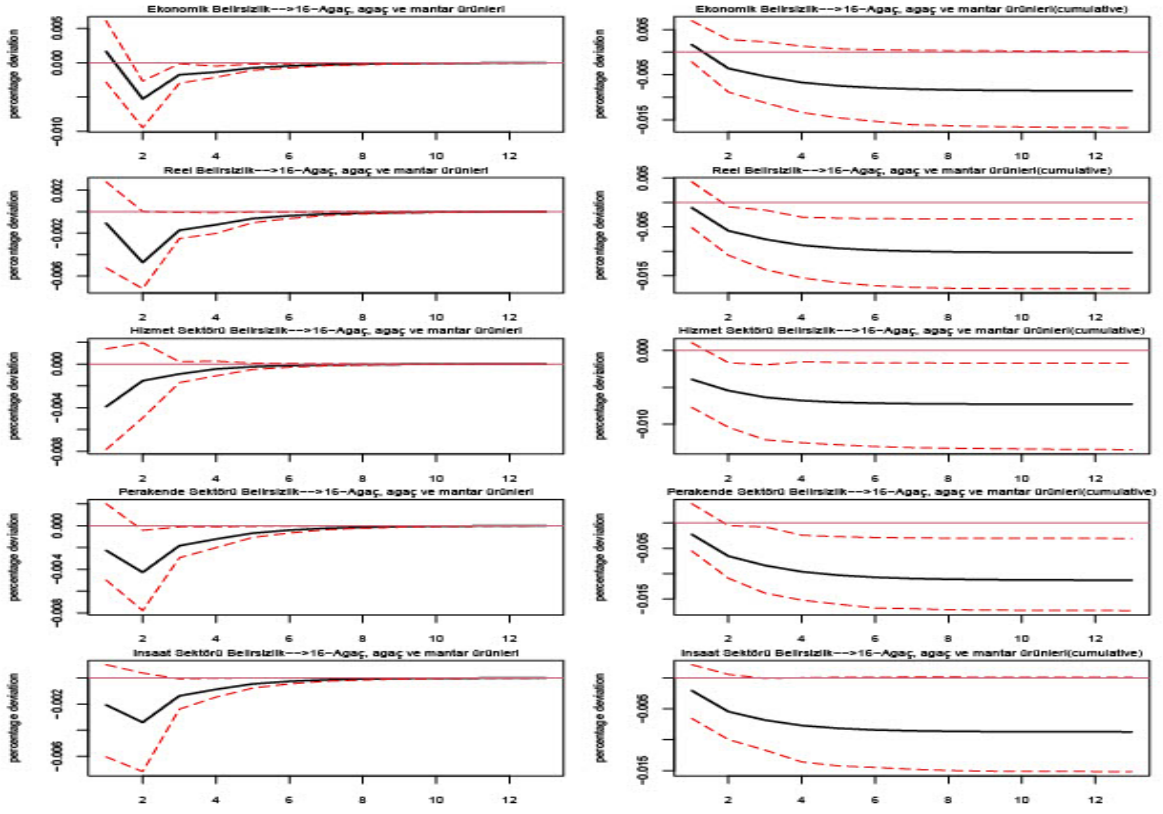 Ekonomik Belirsizlik--->16-Agaç, agaç ve mantar ürünleri
percentage deviation
0.005
0.000
-0.010
2 4 6 8 10 12
Ekonomik Belirsizlik--->16-Agaç, agaç ve mantar ürünleri(cumulative)
percentage deviation
0.005
-0.005
-0.015
2 4 6 8 10 12
Reel Belirsizlik--->16-Agaç, agaç ve mantar ürünleri
percentage deviation
0.002
-0.002
-0.006
2 4 6 8 10 12
Reel Belirsizlik--->16-Agaç, agaç ve mantar ürünleri(cumulative)
percentage deviation
0.005
-0.005
-0.015
2 4 6 8 10 12
Hizmet Sektörü Belirsizlik--->16-Agaç, agaç ve mantar ürünleri
percentage deviation
0.000
-0.004
-0.008
2 4 6 8 10 12
Hizmet Sektörü Belirsizlik--->16-Agaç, agaç ve mantar ürünleri(cumulative)
percentage deviation
0.000
-0.010
2 4 6 8 10 12
Perakende Sektörü Belirsizlik--->16-Agaç, agaç ve mantar ürünleri
percentage deviation
0.000
-0.004
-0.008
2 4 6 8 10 12
Perakende Sektörü Belirsizlik--->16-Agaç, agaç ve mantar ürünleri(cumulative)
percentage deviation
-0.005
-0.015
2 4 6 8 10 12
Insaat Sektörü Belirsizlik--->16-Agaç, agaç ve mantar ürünleri
percentage deviation
-0.002
-0.006
2 4 6 8 10 12
Insaat Sektörü Belirsizlik--->16-Agaç, agaç ve mantar ürünleri(cumulative)
percentage deviation
-0.005
-0.015
2 4 6 8 10 12